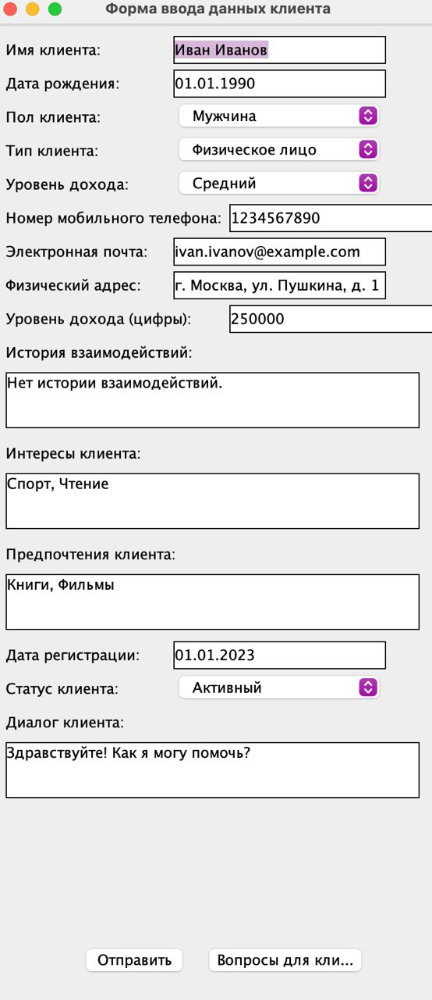 Форма ввода данных клиента
Имя клиента: Иван Иванов
Дата рождения: 01.01.1990
Пол клиента: Мужчина
Тип клиента: Физическое лицо
Уровень дохода: Средний
Номер мобильного телефона: 1234567890
Электронная почта: ivan.ivanov@example.com
Физический адрес: г. Москва, ул. Пушкина, д. 1
Уровень дохода (цифры): 250000
История взаимодействий:
Нет истории взаимодействий.
Интересы клиента:
Спорт, Чтение
Предпочтения клиента:
Книги, Фильмы
Дата регистрации: 01.01.2023
Статус клиента: Активный
Диалог клиента:
Здравствуйте! Как я могу помочь?
Отправить Вопросы для кли...